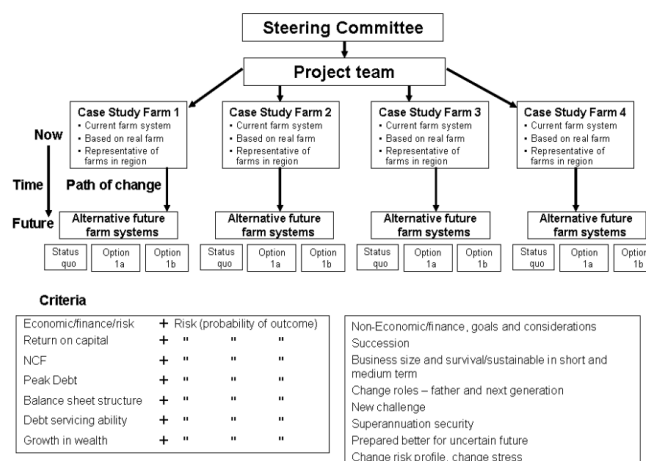 Steering Committee
Project team
Case Study Farm 1
• Current farm system
• Based on real farm
• Representative of
farms in region
Case Study Farm 2
• Current farm system
• Based on real farm
• Representative of
farms in region
Case Study Farm 3
• Current farm system
• Based on real farm
• Representative of
farms in region
Case Study Farm 4
• Current farm system
• Based on real farm
• Representative of
farms in region
Now
Time
Path of change
Future
Alternative future
farm systems
Alternative future
farm systems
Alternative future
farm systems
Alternative future
farm systems
Status
quo
Option
1a
Option
1b
Status
quo
Option
1a
Option
1b
Status
quo
Option
1a
Option
1b
Status
quo
Option
1a
Option
1b
Criteria
Economic/finance/risk + Risk (probability of outcome)
Return on capital + " " "
NCF + " " "
Peak Debt + " " "
Balance sheet structure + " " "
Debt servicing ability + " " "
Growth in wealth + " " "
Non-Economic/finance, goals and considerations
Succession
Business size and survival/sustainable in short and
medium term
Change roles – father and next generation
New challenge
Superannuation security
Prepared better for uncertain future
Change risk profile, change stress